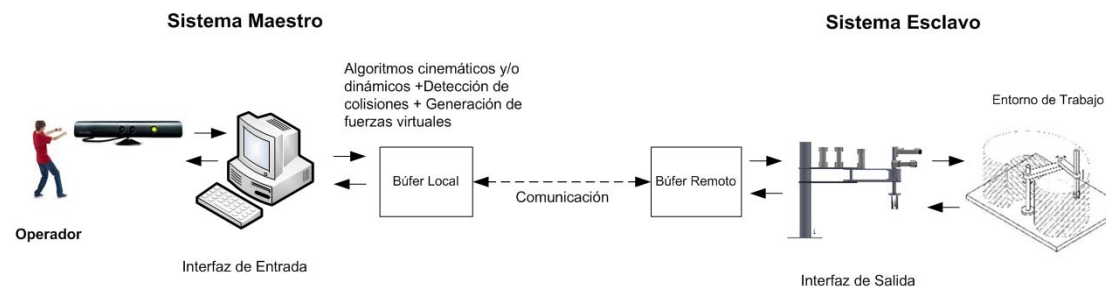 Sistema Maestro
Sistema Esclavo
Algoritmos cinemáticos y/o
dinámicos +Detección de
colisiones + Generación de
fuerzas virtuales
Entorno de Trabajo
Búfer Local
Comunicación
Búfer Remoto
Operador
Interfaz de Entrada
Interfaz de Salida